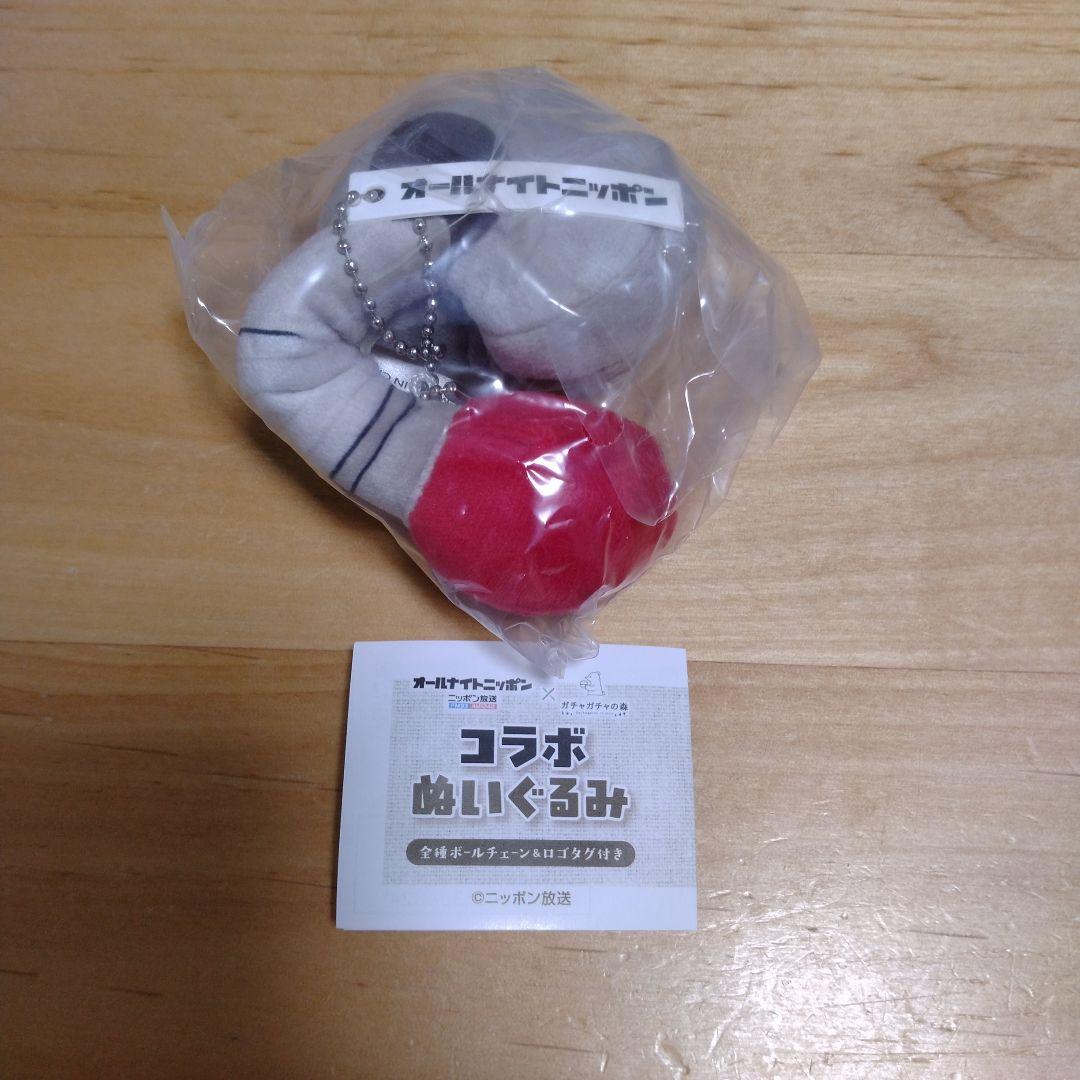 オールナイトニッポン
オールナイトニッポン
ニッポン放送
FM93 AM1242
×
ガチャガチャの森
コラボ
ぬいぐるみ
全種ボールチェーン&ロゴタグ付き
©ニッポン放送